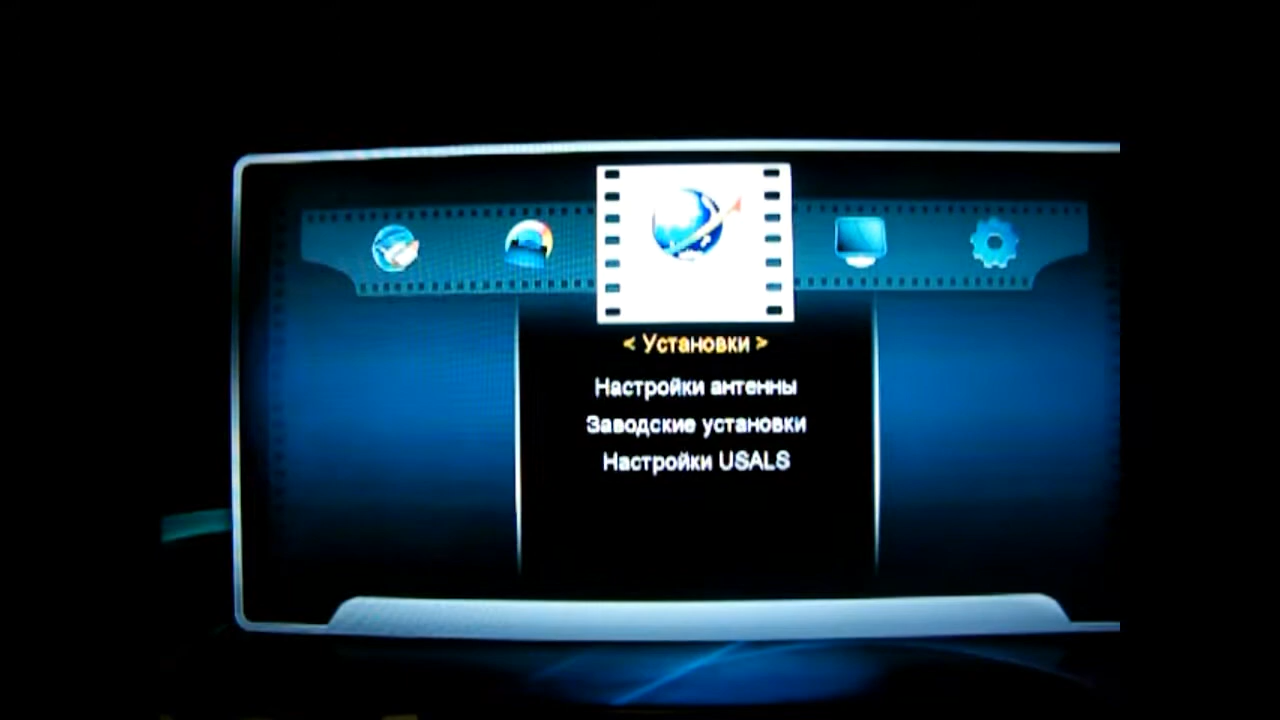 < Установки >
Настройки антенны
Заводские установки
Настройки USALS